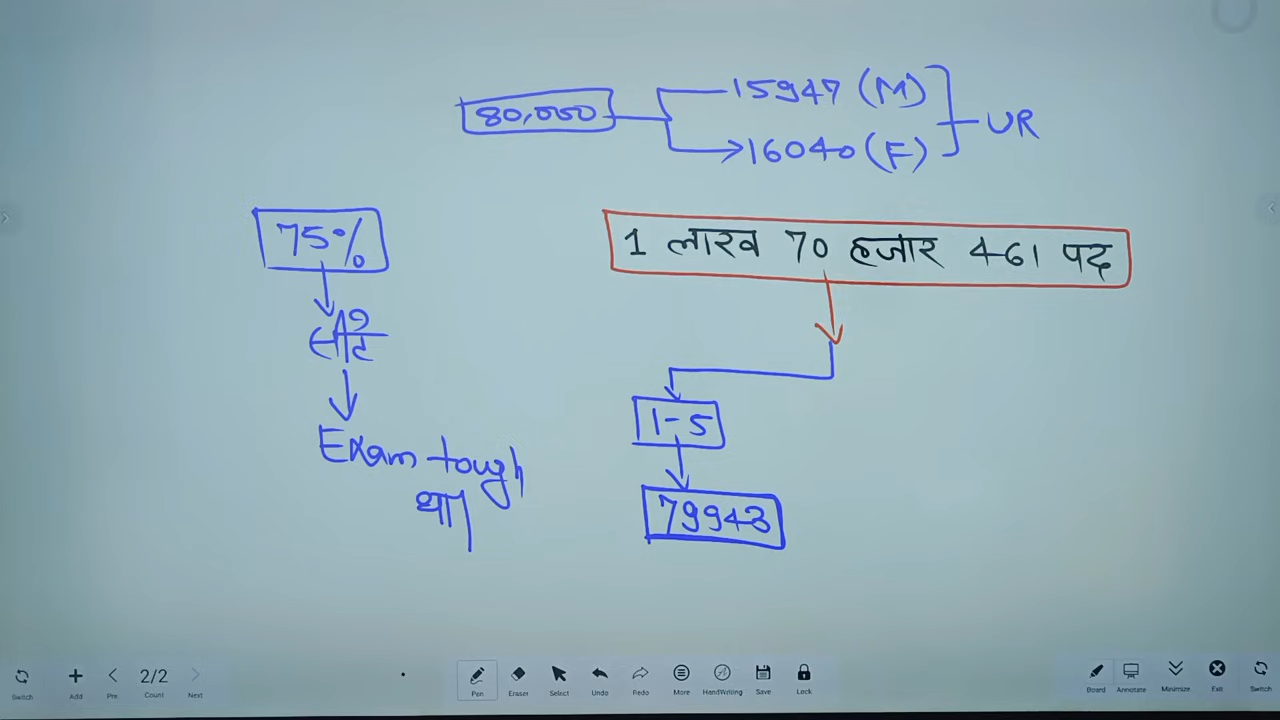 80,000
15947 (M)
16040 (F)
UR
75%
1 लाख 70 हजार 461 पद
सीट
Exam tough
था।
1-5
79943
Switch
Add
Pre.
2/2
Count
Next
Pen
Eraser
Select
Undo
Redo
More
HandWriting
Save
Lock
Board
Annotate
Minimize
Exit
Switch